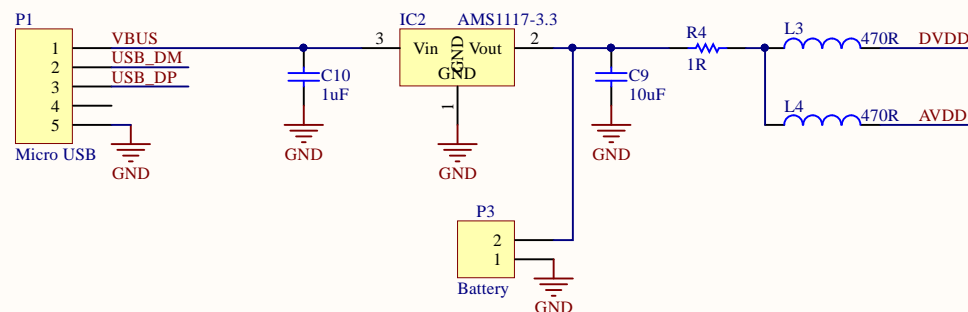 P1
1
2
3
4
5
Micro USB
VBUS
USB_DM
USB_DP
GND
C10
1uF
GND
IC2
AMS1117-3.3
3
Vin
GND
Vout
GND
2
1
GND
C9
10uF
GND
R4
1R
L3
470R
DVDD
L4
470R
AVDD
P3
2
1
Battery
GND